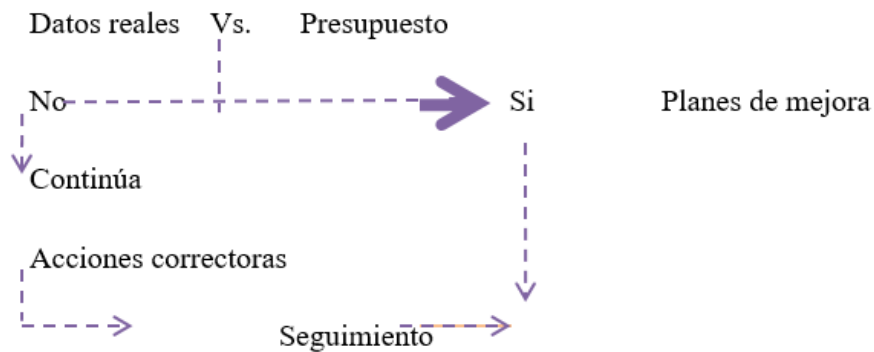 Datos reales Vs. Presupuesto
No Si Planes de mejora
Continúa
Acciones correctoras
Seguimiento